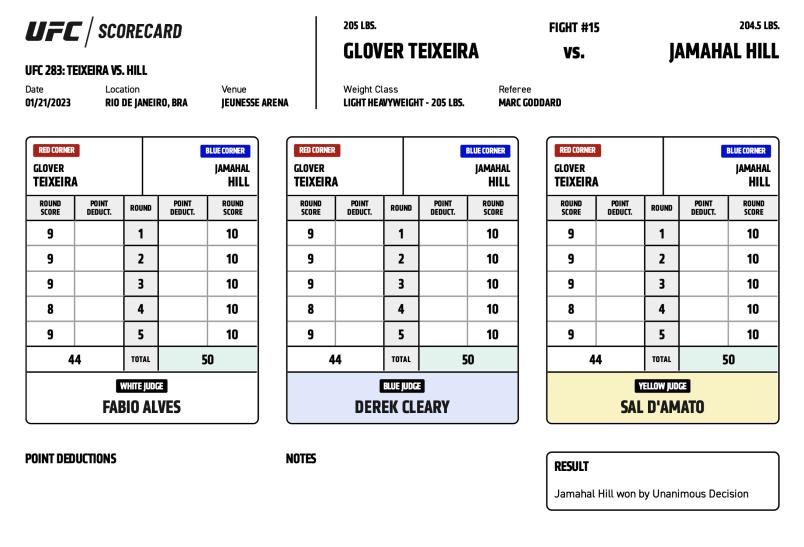 UFC / SCORECARD
UFC 283: TEIXEIRA VS. HILL
Date Location Venue
01/21/2023 RIO DE JANEIRO, BRA JEUNESSE ARENA
205 LBS. FIGHT #15 204.5 LBS.
GLOVER TEIXEIRA VS. JAMAHAL HILL
Weight Class Referee
LIGHT HEAVYWEIGHT - 205 LBS. MARC GODDARD
RED CORNER BLUE CORNER
GLOVER JAMAHAL
TEIXEIRA HILL
ROUND SCORE POINT DEDUCT. ROUND POINT DEDUCT. ROUND SCORE
9 1 10
9 2 10
9 3 10
8 4 10
9 5 10
44 TOTAL 50
WHITE JUDGE
FABIO ALVES
RED CORNER BLUE CORNER
GLOVER JAMAHAL
TEIXEIRA HILL
ROUND SCORE POINT DEDUCT. ROUND POINT DEDUCT. ROUND SCORE
9 1 10
9 2 10
9 3 10
8 4 10
9 5 10
44 TOTAL 50
BLUE JUDGE
DEREK CLEARY
RED CORNER BLUE CORNER
GLOVER JAMAHAL
TEIXEIRA HILL
ROUND SCORE POINT DEDUCT. ROUND POINT DEDUCT. ROUND SCORE
9 1 10
9 2 10
9 3 10
8 4 10
9 5 10
44 TOTAL 50
YELLOW JUDGE
SAL D'AMATO
POINT DEDUCTIONS
NOTES
RESULT
Jamahal Hill won by Unanimous Decision